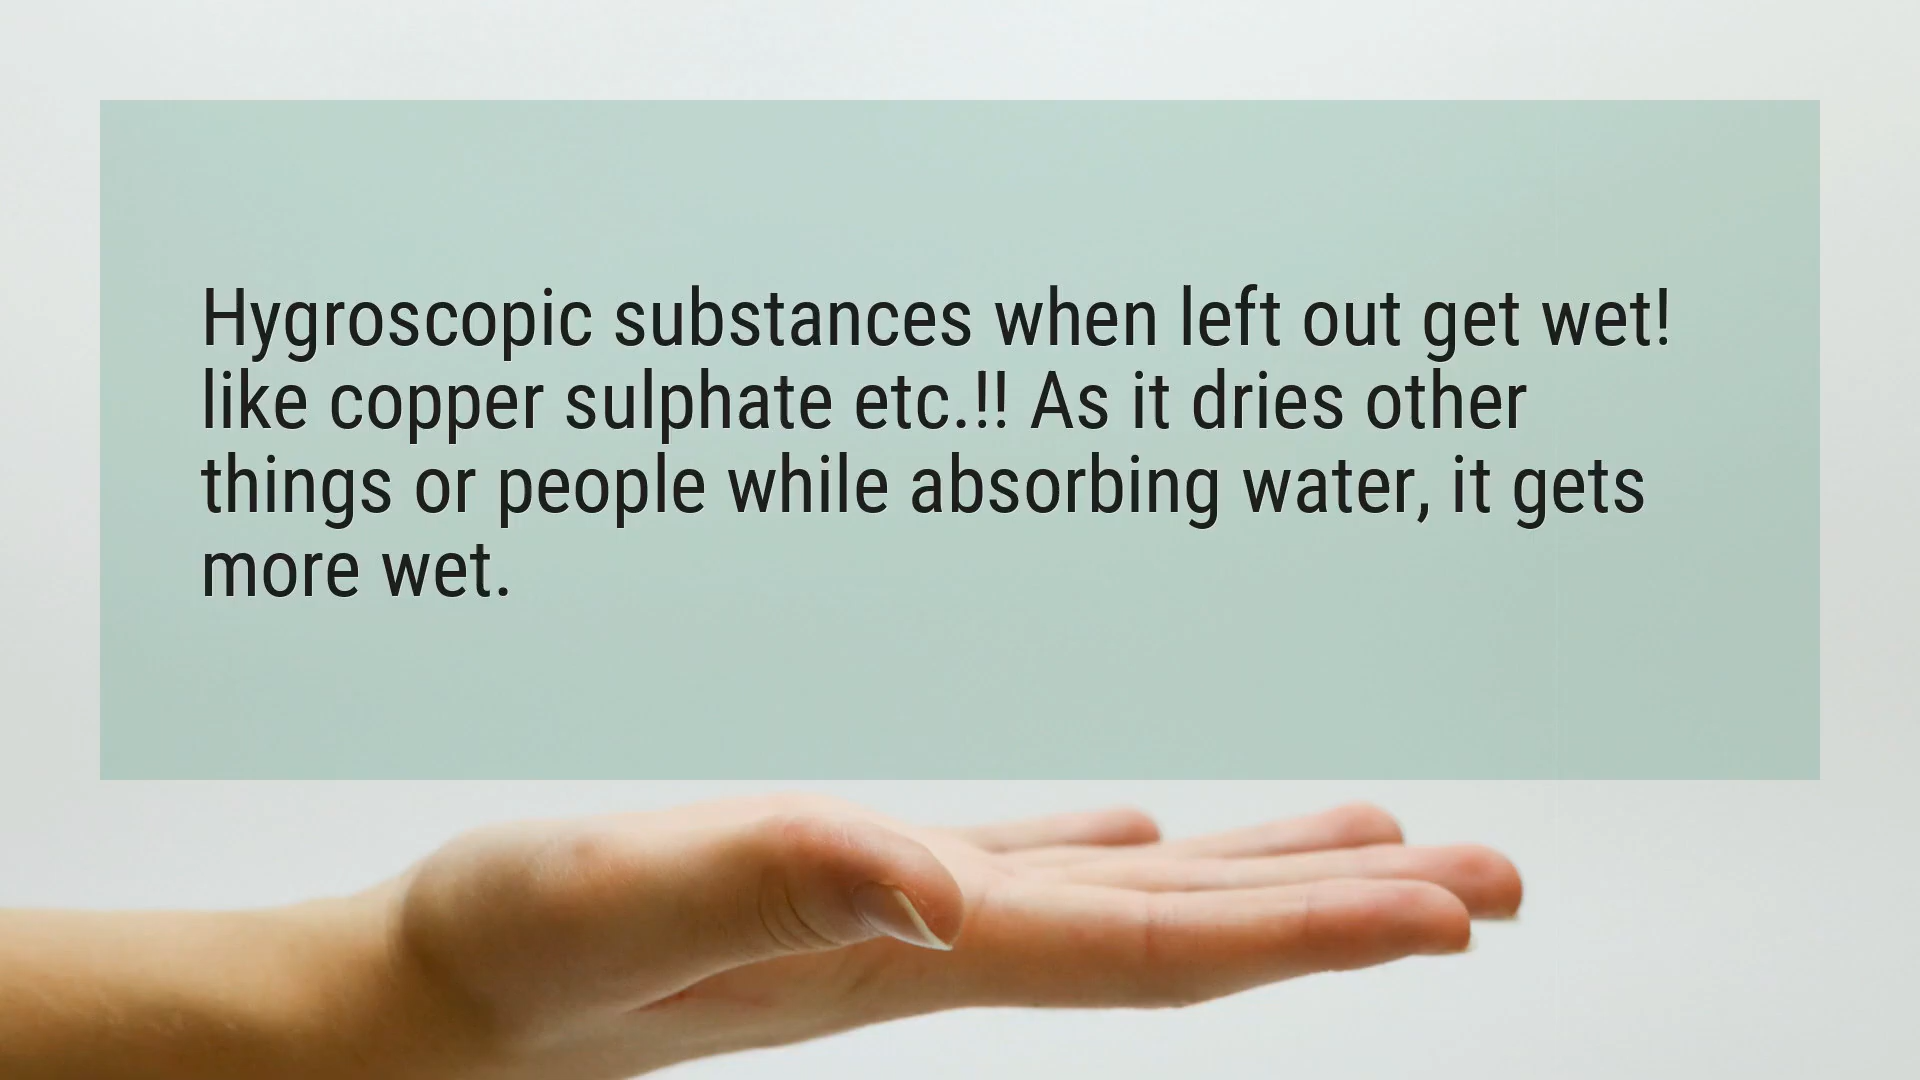 Hygroscopic substances when left out get wet!
like copper sulphate etc.!! As it dries other
things or people while absorbing water, it gets
more wet.